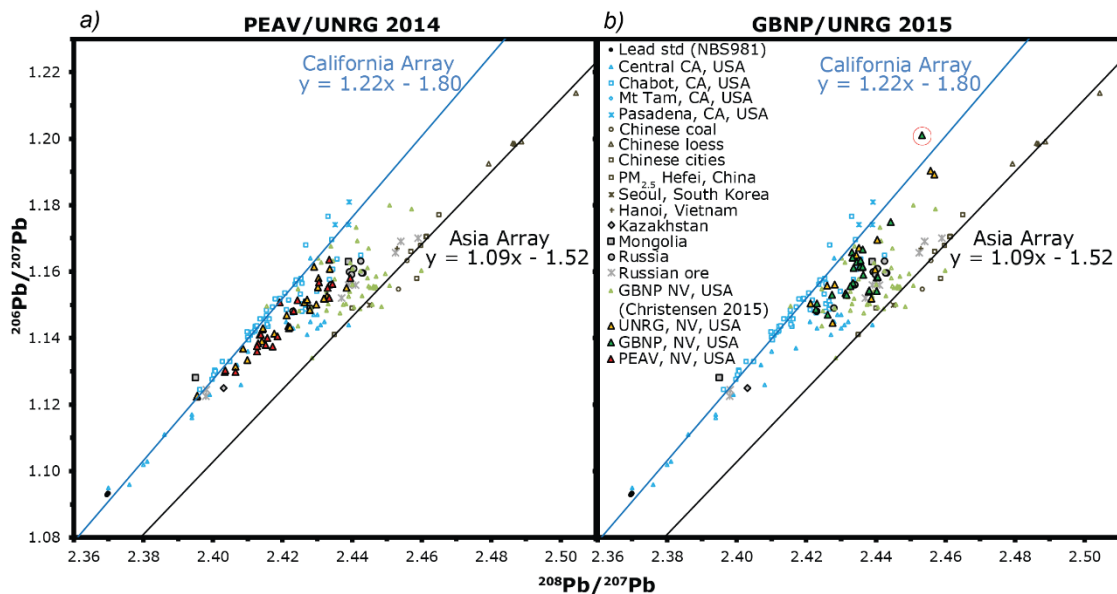 a) PEAV/UNRG 2014
b) GBNP/UNRG 2015
1.22
1.20
1.18
1.16
1.14
1.12
1.10
1.08
206Pb/207Pb
California Array
y = 1.22x - 1.80
Asia Array
y = 1.09x - 1.52
2.36 2.38 2.40 2.42 2.44 2.46 2.48 2.50
Lead std (NBS981)
Central CA, USA
Chabot, CA, USA
Mt Tam, CA, USA
Pasadena, CA, USA
Chinese coal
Chinese loess
Chinese cities
PM2.5 Hefei, China
Seoul, South Korea
Hanoi, Vietnam
Kazakhstan
Mongolia
Russia
Russian ore
GBNP NV, USA
(Christensen 2015)
UNRG, NV, USA
GBNP, NV, USA
PEAV, NV, USA
California Array
y = 1.22x - 1.80
Asia Array
y = 1.09x - 1.52
2.36 2.38 2.40 2.42 2.44 2.46 2.48 2.50
208Pb/207Pb